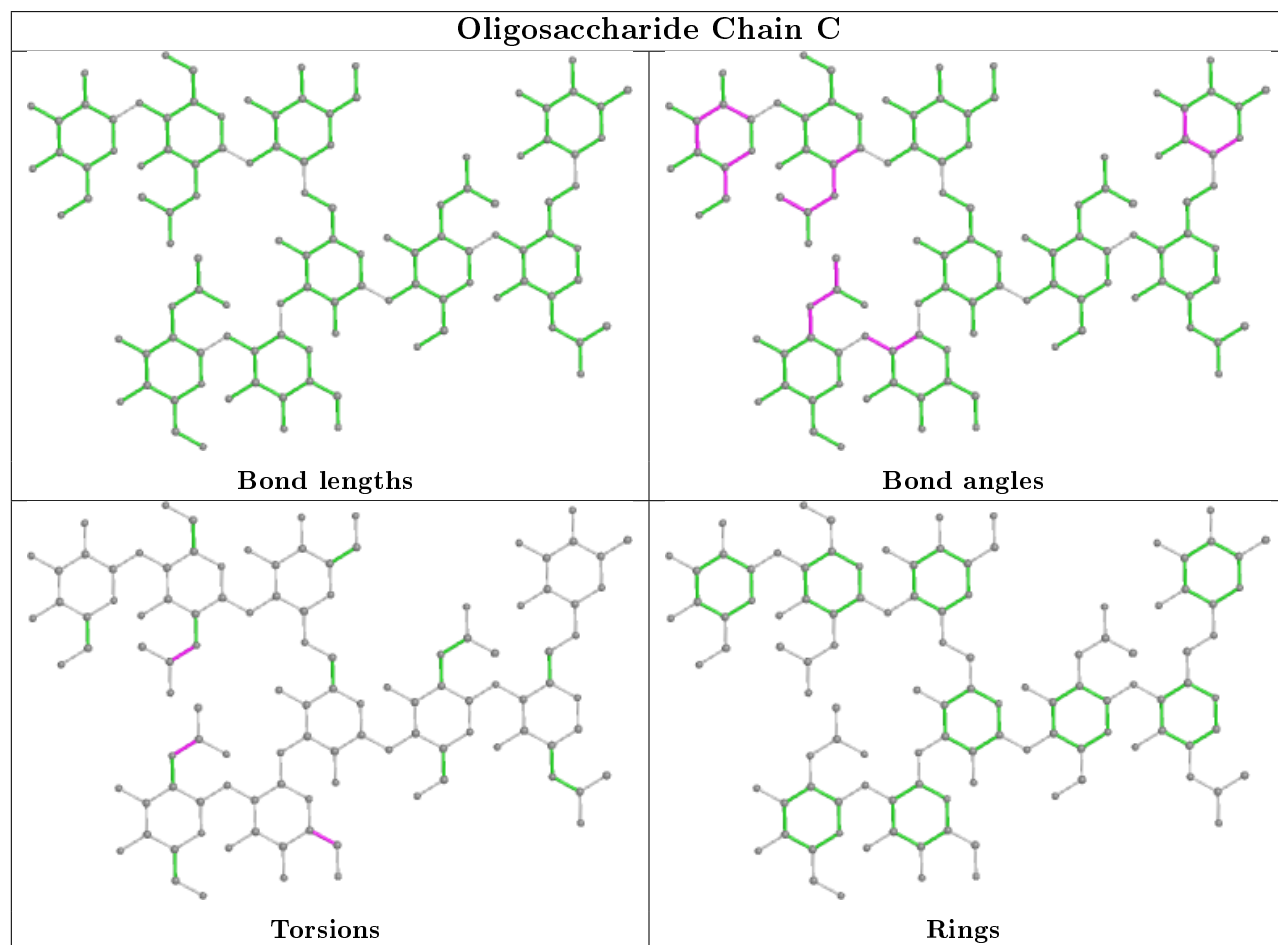 Oligosaccharide Chain C
Bond lengths
Bond angles
Torsions
Rings